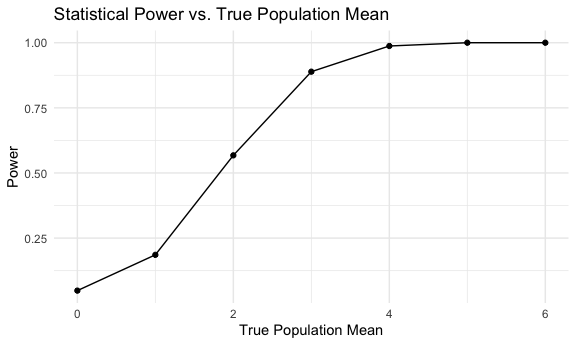 Statistical Power vs. True Population Mean
1.00
0.75
0.50
0.25
Power
0 2 4 6
True Population Mean